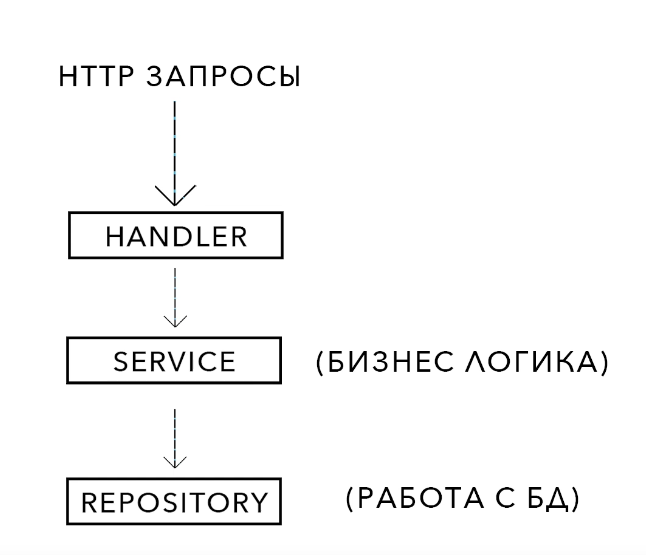 HTTP ЗАПРОСЫ
HANDLER
SERVICE (БИЗНЕС ЛОГИКА)
REPOSITORY (РАБОТА С БД)